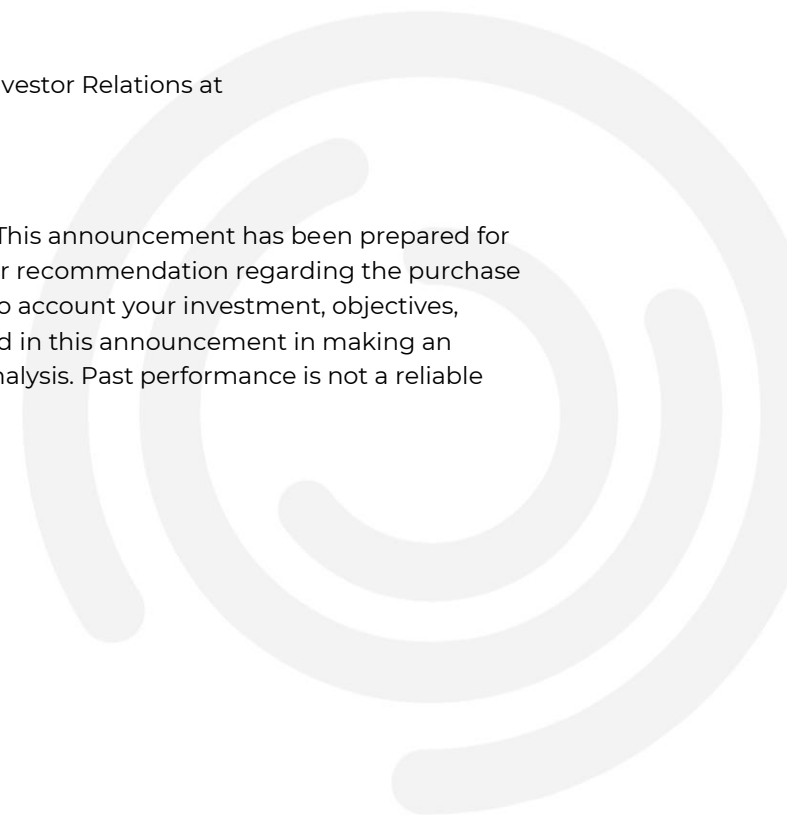 vestor Relations at
This announcement has been prepared for
r recommendation regarding the purchase
o account your investment, objectives,
d in this announcement in making an
nalysis. Past performance is not a reliable